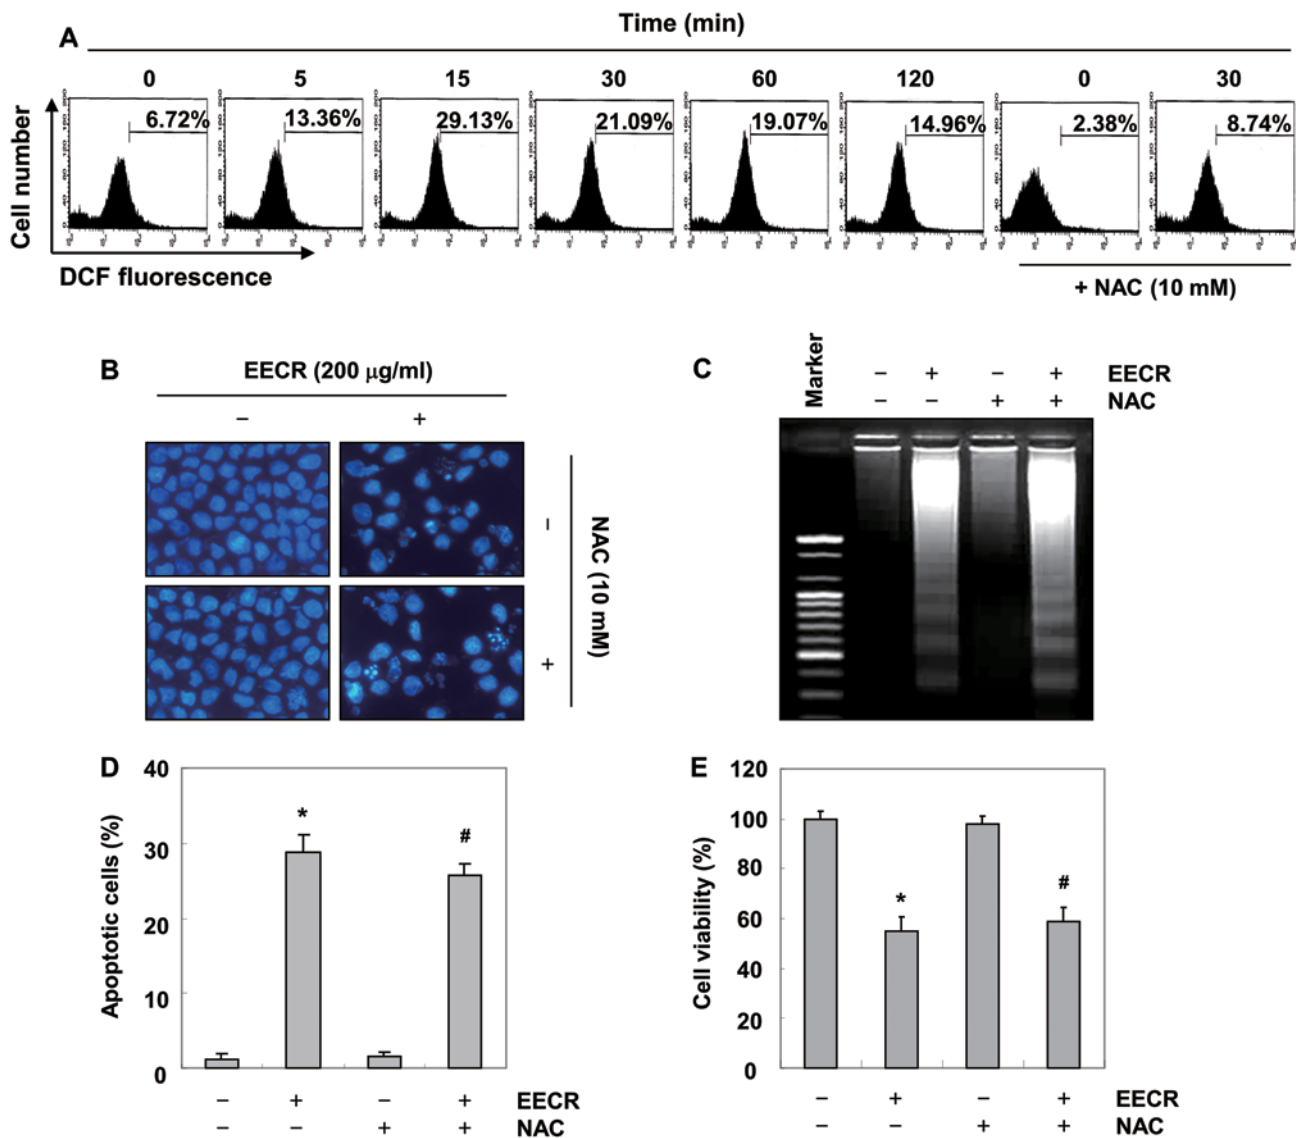 A
Time (min)
0 5 15 30 60 120 0 30
6.72% 13.36% 29.13% 21.09% 19.07% 14.96% 2.38% 8.74%
Cell number
DCF fluorescence
+ NAC (10 mM)
B
EECR (200 μg/ml)
− +
NAC (10 mM)
−
+
C
Marker
− + − + EECR
− − + + NAC
D
40
30
20
10
0
Apoptotic cells (%)
* #
− + − + EECR
− − + + NAC
E
120
100
80
60
40
20
0
Cell viability (%)
* #
− + − + EECR
− − + + NAC